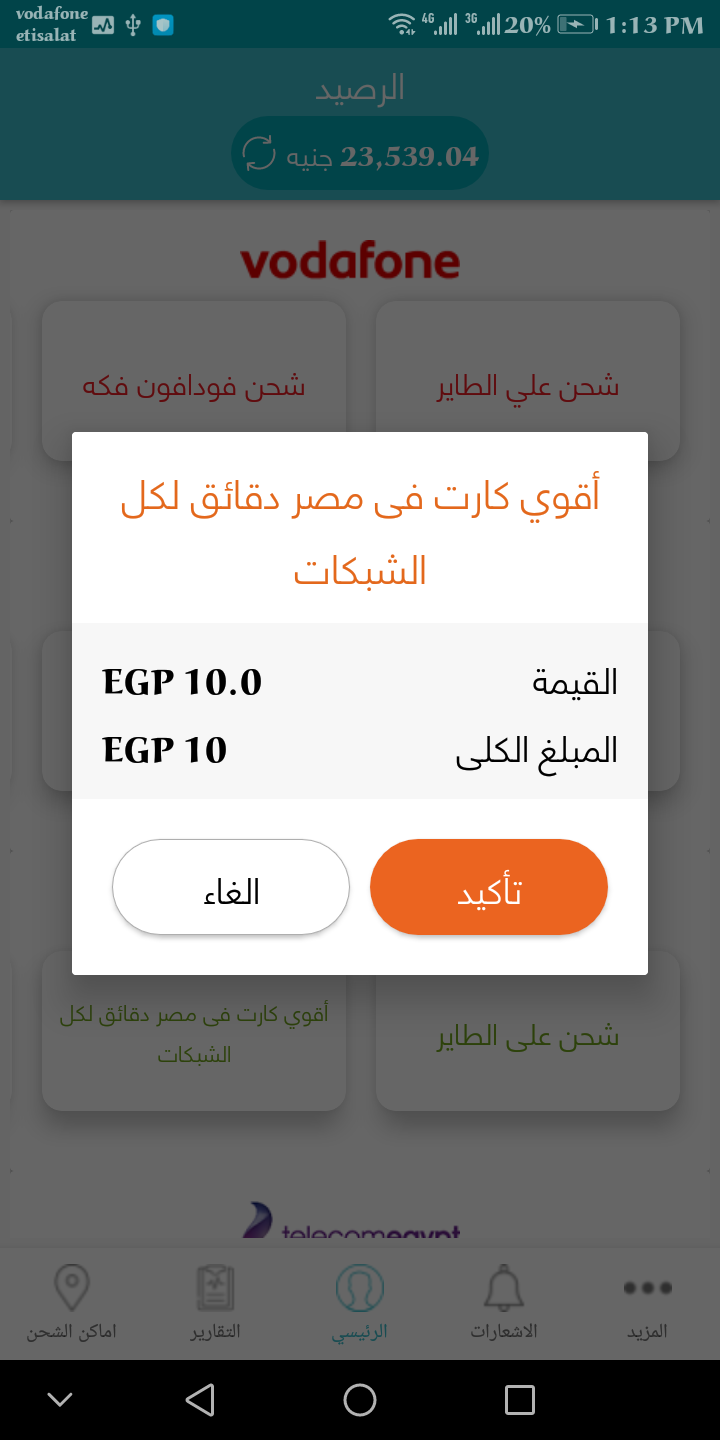 vodafone
etisalat
4G 3G 20% 1:13 PM
الرصيد
23,539.04 جنيه
vodafone
شحن علي الطاير
شحن فودافون فكه
أقوي كارت فى مصر دقائق لكل
الشبكات
القيمة
EGP 10.0
المبلغ الكلى
EGP 10
تأكيد
الغاء
شحن على الطاير
أقوي كارت فى مصر دقائق لكل
الشبكات
telecomegypt
المزيد
الاشعارات
الرئيسي
التقارير
اماكن الشحن